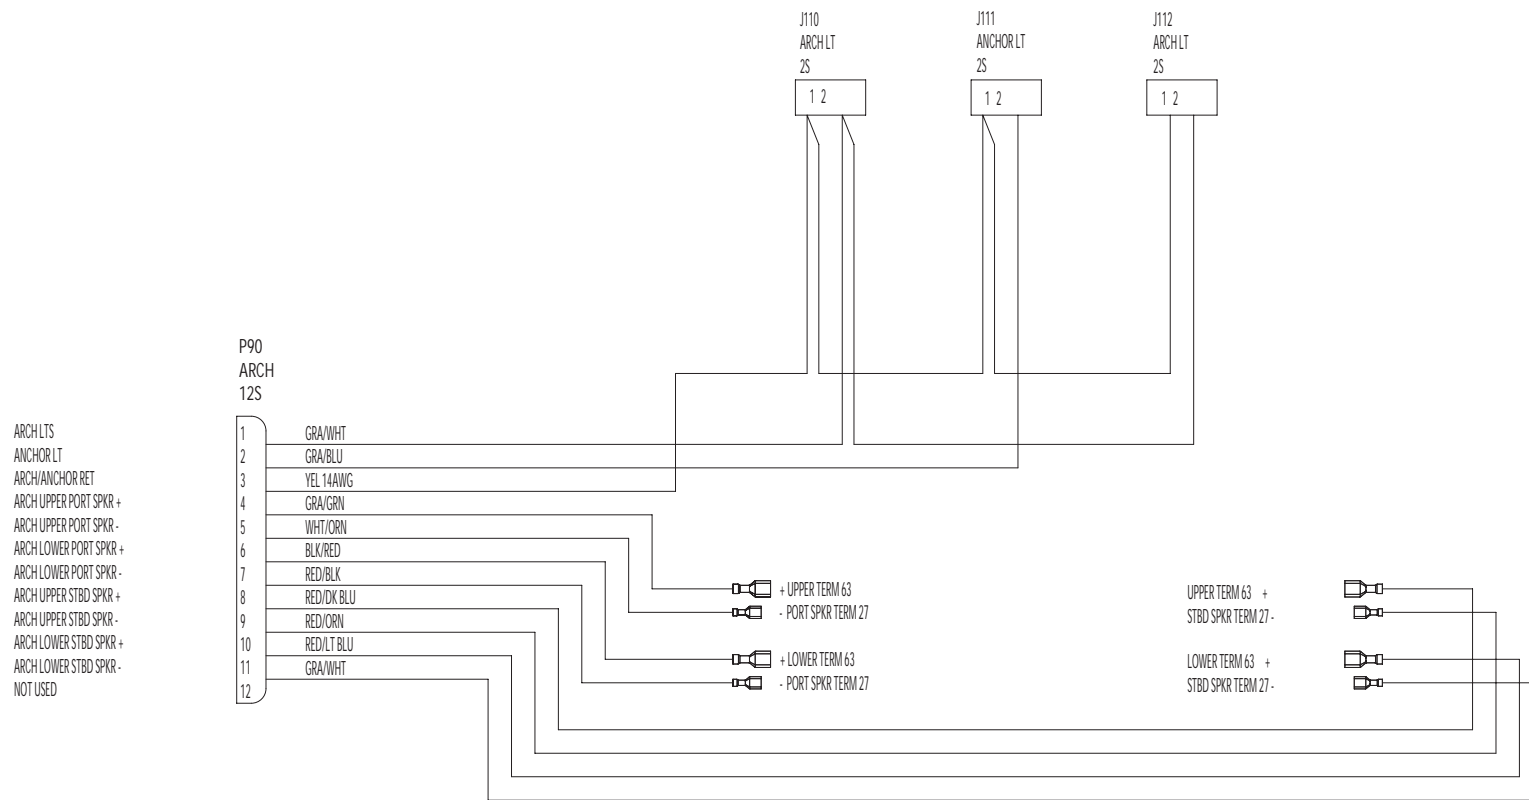 J110
ARCH LT
2S
1 2
J111
ANCHOR LT
2S
1 2
J112
ARCH LT
2S
1 2
P90
ARCH
12S
ARCH LTS 1 GRA/WHT
ANCHOR LT 2 GRA/BLU
ARCH/ANCHOR RET 3 YEL 14AWG
ARCH UPPER PORT SPKR + 4 GRA/GRN
ARCH UPPER PORT SPKR - 5 WHT/ORN
ARCH LOWER PORT SPKR + 6 BLK/RED
ARCH LOWER PORT SPKR - 7 RED/BLK
ARCH UPPER STBD SPKR + 8 RED/DK BLU
ARCH UPPER STBD SPKR - 9 RED/ORN
ARCH LOWER STBD SPKR + 10 RED/LT BLU
ARCH LOWER STBD SPKR - 11 GRA/WHT
NOT USED 12
+ UPPER TERM 63
- PORT SPKR TERM 27
+ LOWER TERM 63
- PORT SPKR TERM 27
UPPER TERM 63 +
STBD SPKR TERM 27 -
LOWER TERM 63 +
STBD SPKR TERM 27 -